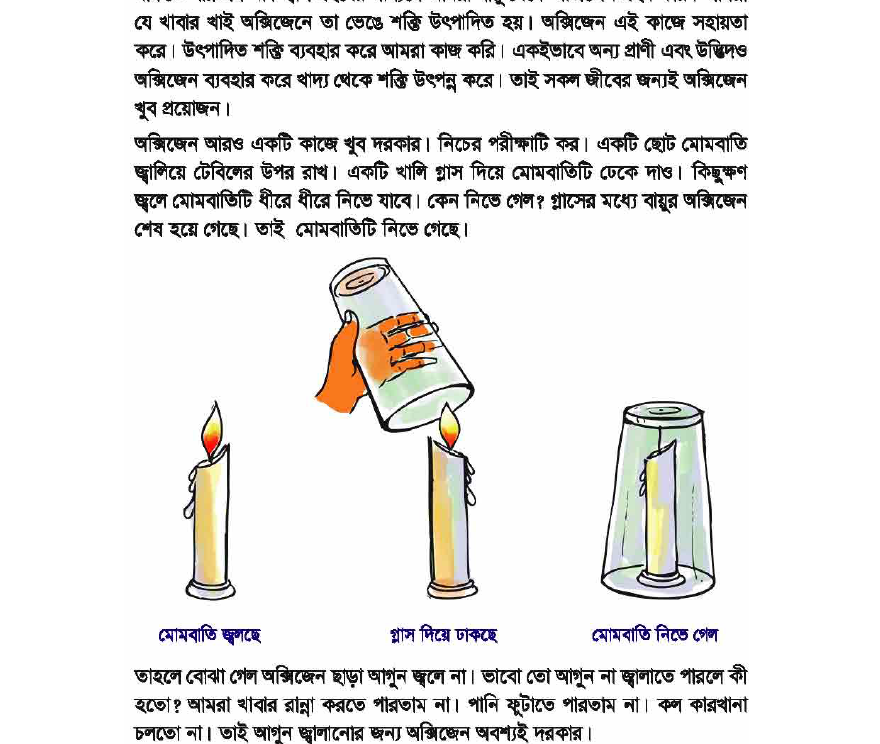 যে খাবার খাই অক্সিজেনে তা ভেঙে শক্তি উৎপাদিত হয়। অক্সিজেন এই কাজে সহায়তা
করে। উৎপাদিত শক্তি ব্যবহার করে আমরা কাজ করি। একইভাবে অন্য প্রাণী এবং উদ্ভিদও
অক্সিজেন ব্যবহার করে খাদ্য থেকে শক্তি উৎপন্ন করে। তাই সকল জীবের জন্যই অক্সিজেন
খুব প্রয়োজন।
অক্সিজেন আরও একটি কাজে খুব দরকার। নিচের পরীক্ষাটি কর। একটি ছোট মোমবাতি
জ্বালিয়ে টেবিলের উপর রাখ। একটি খালি গ্লাস দিয়ে মোমবাতিটি ঢেকে দাও। কিছুক্ষণ
জ্বলে মোমবাতিটি ধীরে ধীরে নিভে যাবে। কেন নিভে গেল? গ্লাসের মধ্যে বায়ুর অক্সিজেন
শেষ হয়ে গেছে। তাই মোমবাতিটি নিভে গেছে।
মোমবাতি জ্বলছে
গ্লাস দিয়ে ঢাকছে
মোমবাতি নিভে গেল
তাহলে বোঝা গেল অক্সিজেন ছাড়া আগুন জ্বলে না। ভাবো তো আগুন না জ্বালাতে পারলে কী
হতো? আমরা খাবার রান্না করতে পারতাম না। পানি ফুটাতে পারতাম না। কল কারখানা
চলতো না। তাই আগুন জ্বালানোর জন্য অক্সিজেন অবশ্যই দরকার।